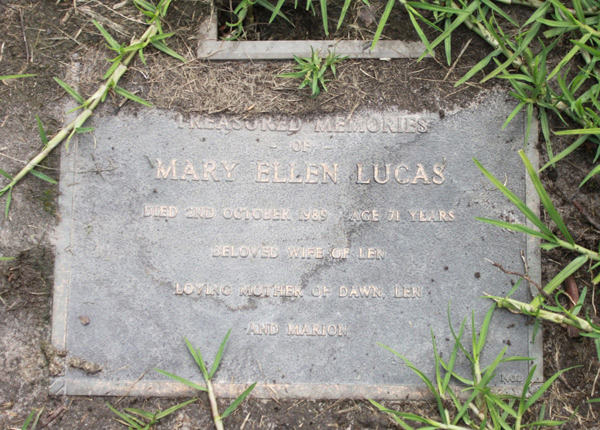 TREASURED MEMORIES
- OF -
MARY ELLEN LUCAS
DIED 2ND OCTOBER 1989 AGE 71 YEARS
BELOVED WIFE OF LEN
LOVING MOTHER OF DAWN, LEN
AND MARION